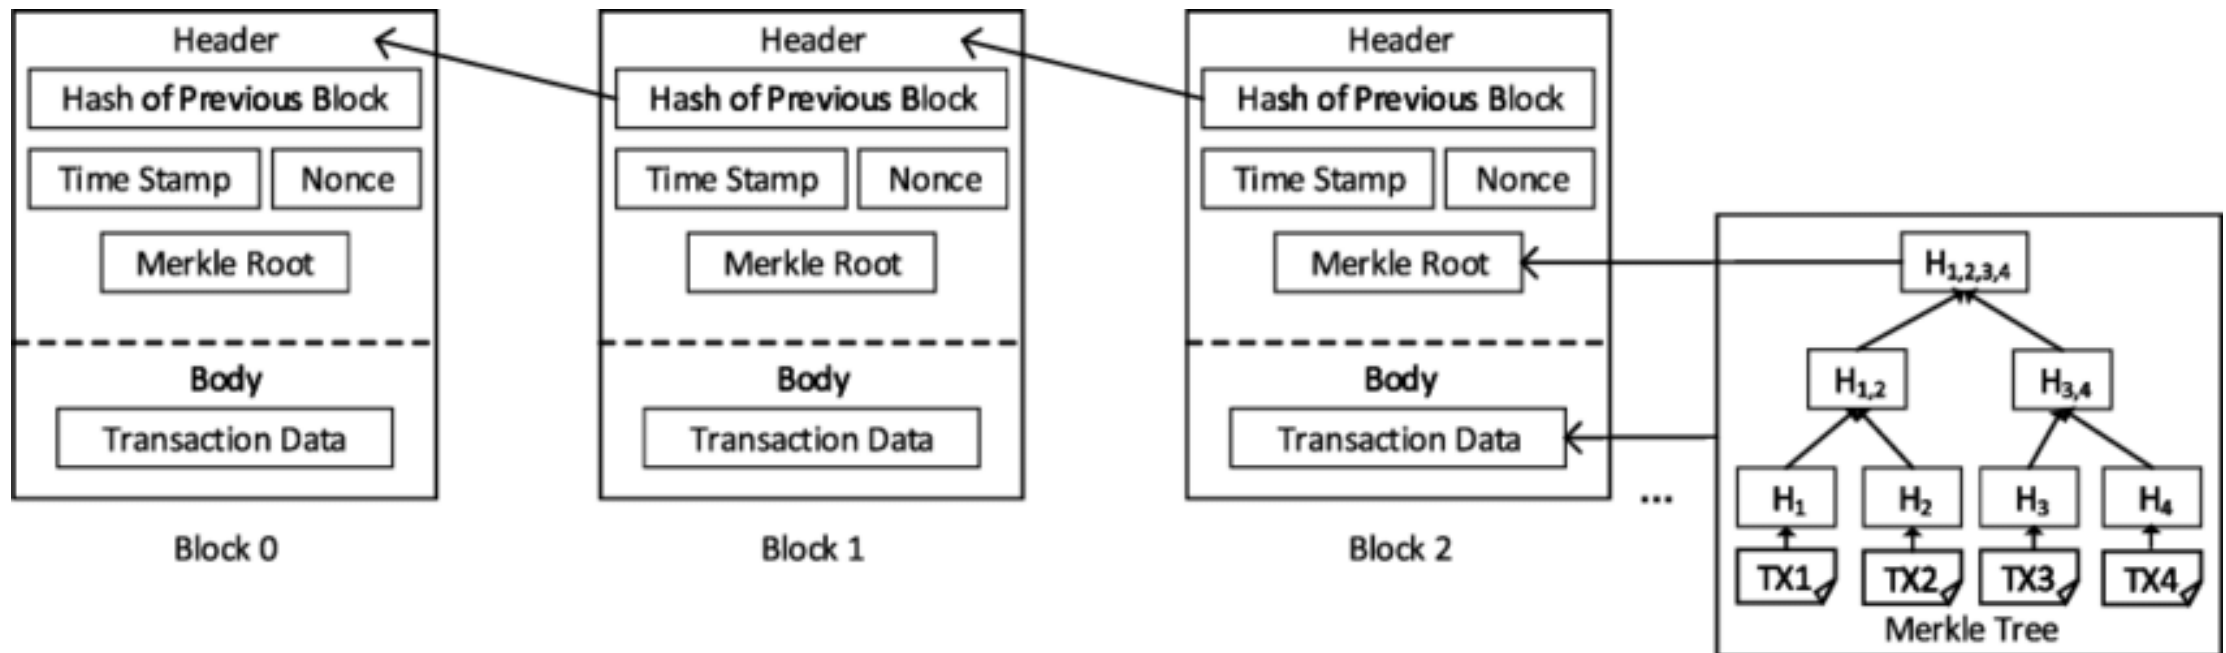 Header
Hash of Previous Block
Time Stamp Nonce
Merkle Root
Body
Transaction Data
Block 0
Header
Hash of Previous Block
Time Stamp Nonce
Merkle Root
Body
Transaction Data
Block 1
Header
Hash of Previous Block
Time Stamp Nonce
Merkle Root
Body
Transaction Data
Block 2
...
H1,2,3,4
H1,2 H3,4
H1 H2 H3 H4
TX1 TX2 TX3 TX4
Merkle Tree